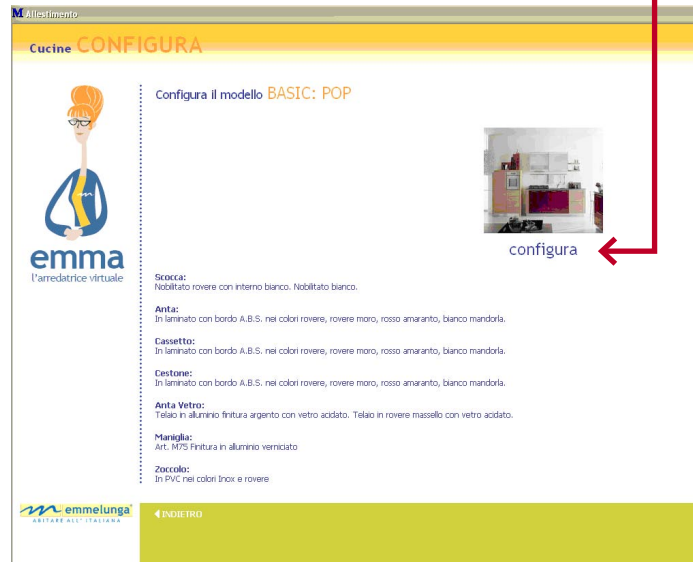 M Allestimento
Cucine CONFIGURA
Configura il modello BASIC: POP
configura
emma
l'arredatrice virtuale
Scocca:
Nobilitato rovere con interno bianco. Nobilitato bianco.
Anta:
In laminato con bordo A.B.S. nei colori rovere, rovere moro, rosso amaranto, bianco mandorla.
Cassetto:
In laminato con bordo A.B.S. nei colori rovere, rovere moro, rosso amaranto, bianco mandorla.
Cestone:
In laminato con bordo A.B.S. nei colori rovere, rovere moro, rosso amaranto, bianco mandorla.
Anta Vetro:
Telaio in alluminio finitura argento con vetro acidato. Telaio in rovere massello con vetro acidato.
Maniglia:
Art. M75 Finitura in alluminio verniciato
Zoccolo:
In PVC nei colori Inox e rovere
emmelunga
ABITARE ALL' ITALIANA
INDIETRO